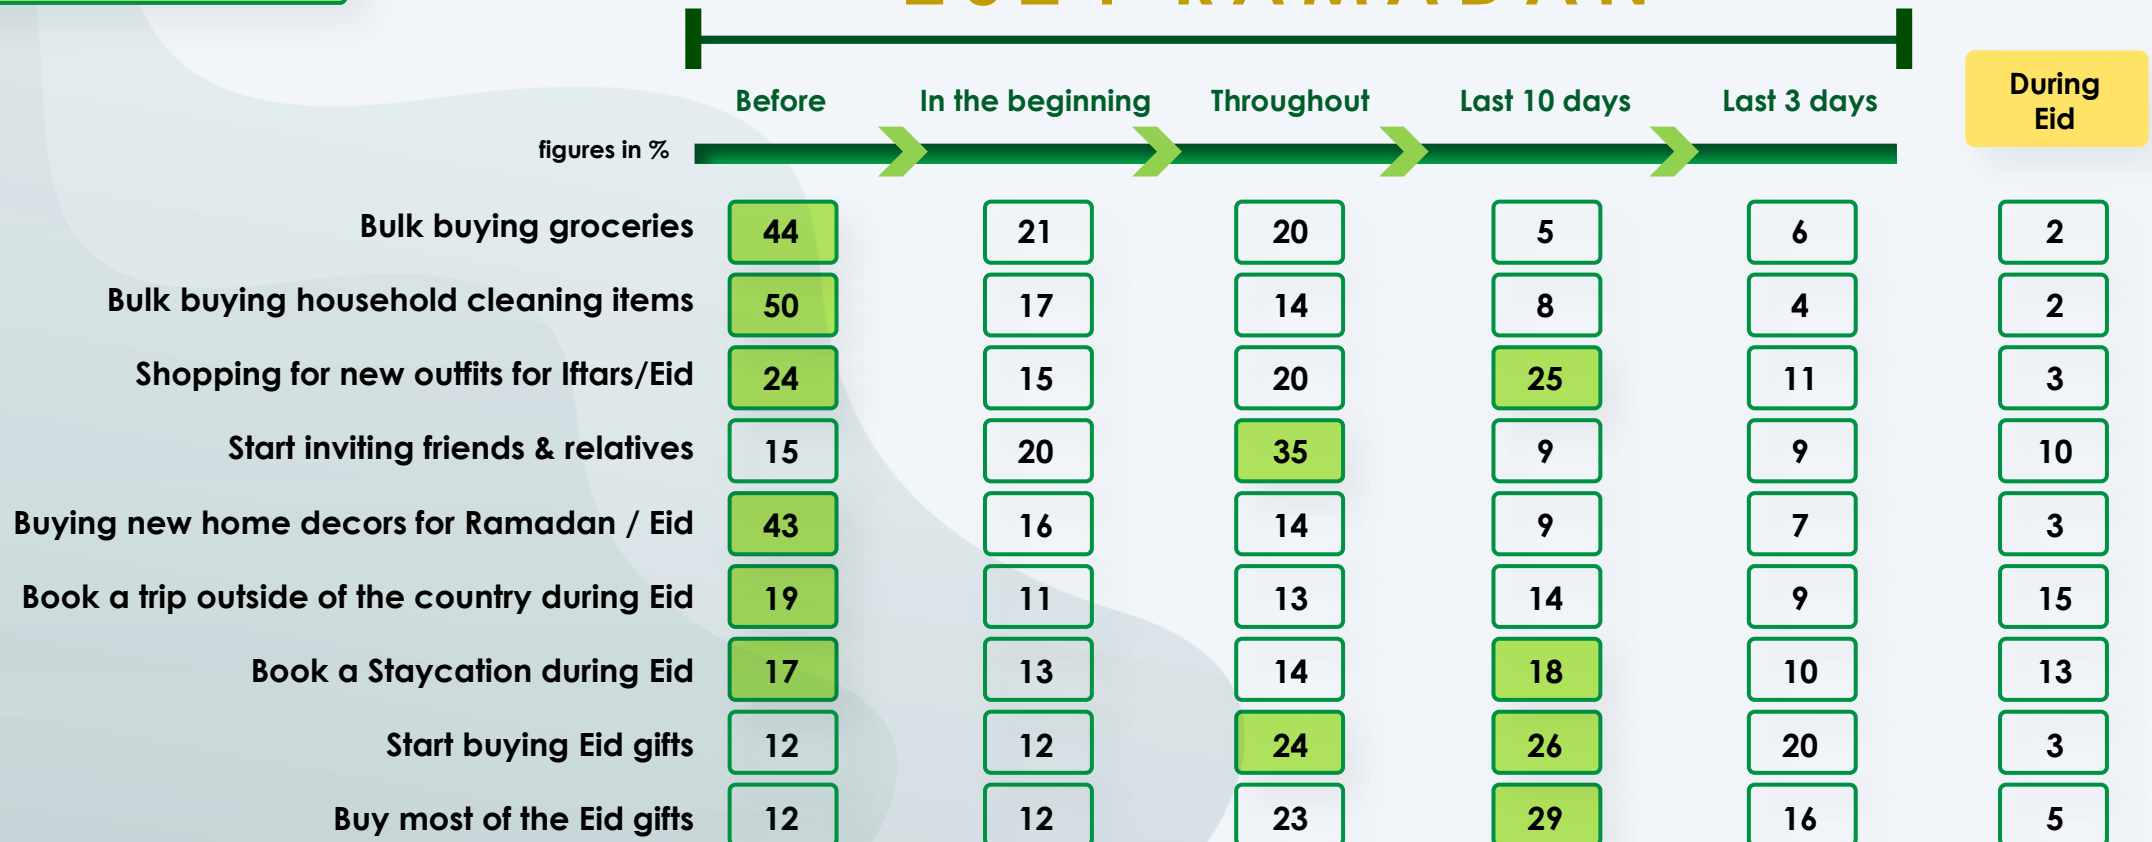 RAMADAN
Before In the beginning Throughout Last 10 days Last 3 days During
Eid
figures in %
Bulk buying groceries 44 21 20 5 6 2
Bulk buying household cleaning items 50 17 14 8 4 2
Shopping for new outfits for Iftars/Eid 24 15 20 25 11 3
Start inviting friends & relatives 15 20 35 9 9 10
Buying new home decors for Ramadan / Eid 43 16 14 9 7 3
Book a trip outside of the country during Eid 19 11 13 14 9 15
Book a Staycation during Eid 17 13 14 18 10 13
Start buying Eid gifts 12 12 24 26 20 3
Buy most of the Eid gifts 12 12 23 29 16 5